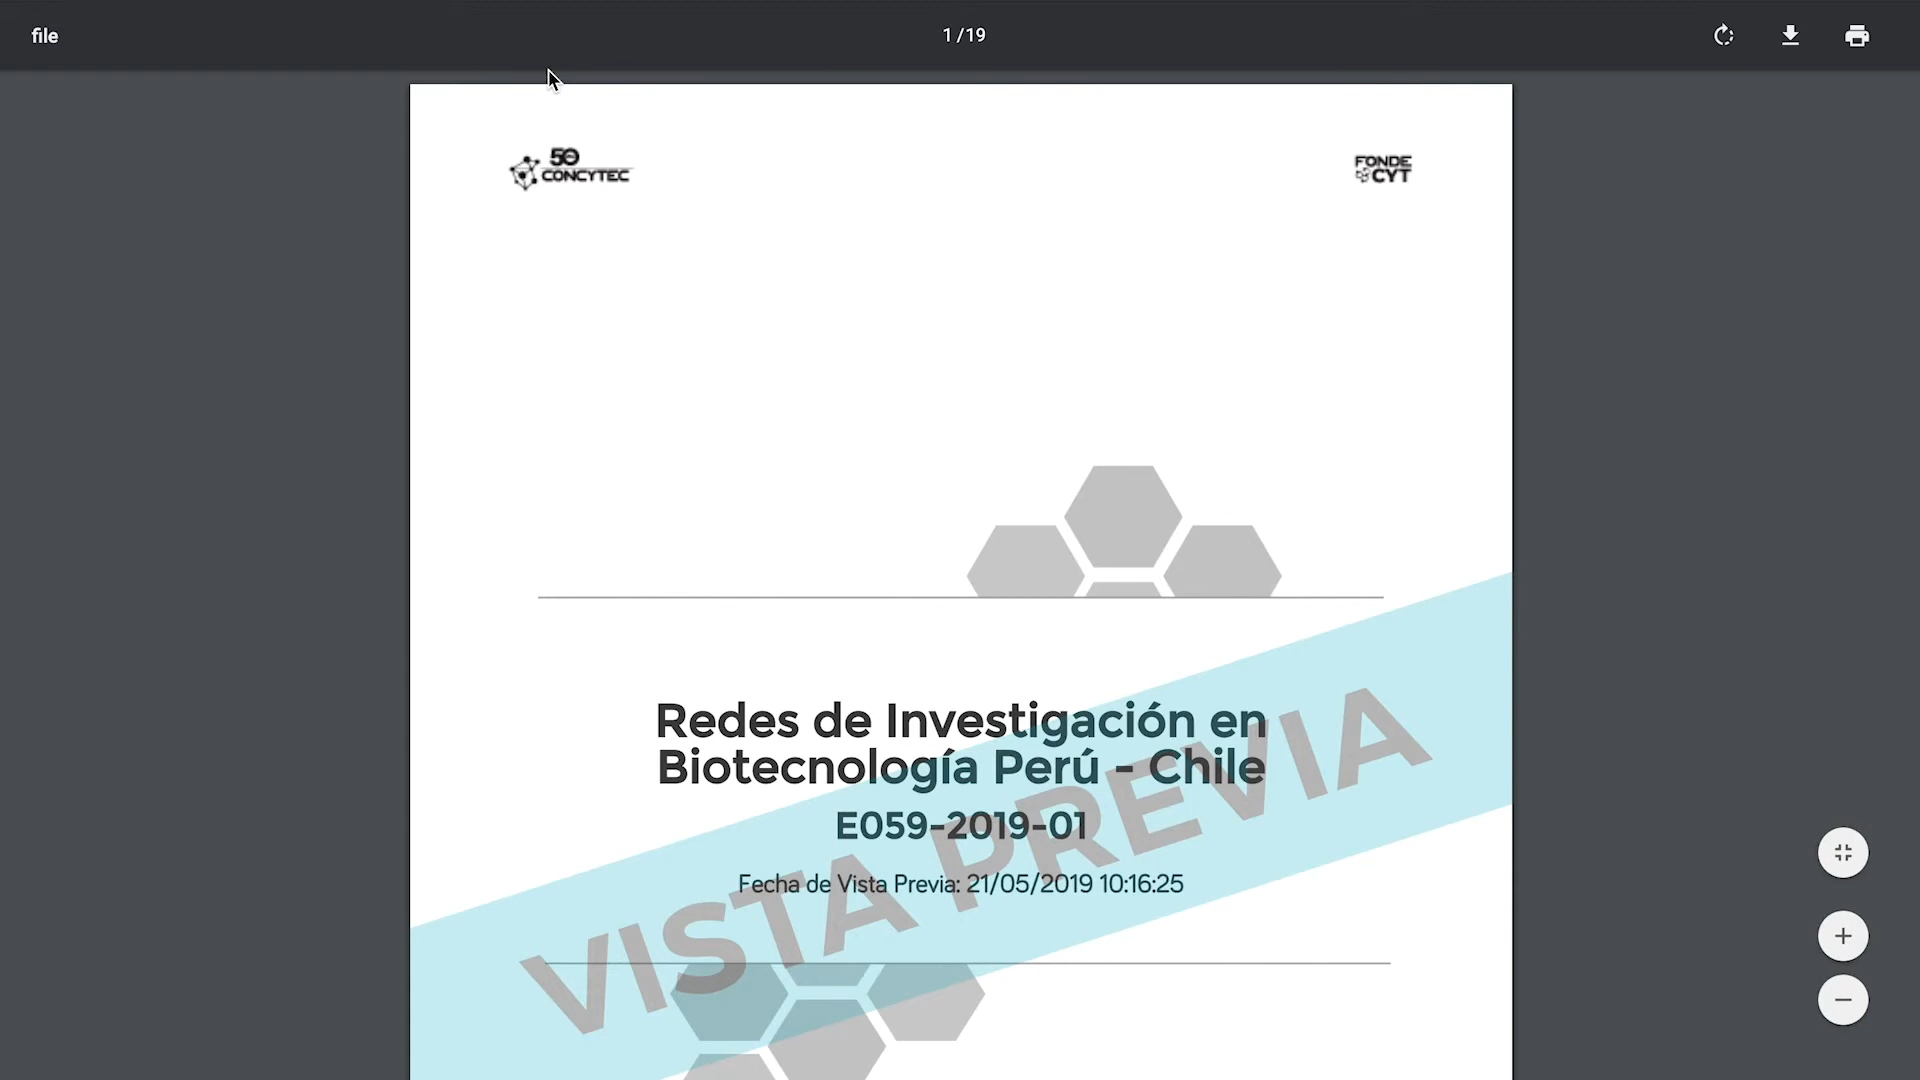 file
1 / 19
50
CONCYTEC
FONDE
CYT
Redes de Investigación en
Biotecnología Perú - Chile
E059-2019-01
Fecha de Vista Previa: 21/05/2019 10:16:25
VISTA PREVIA